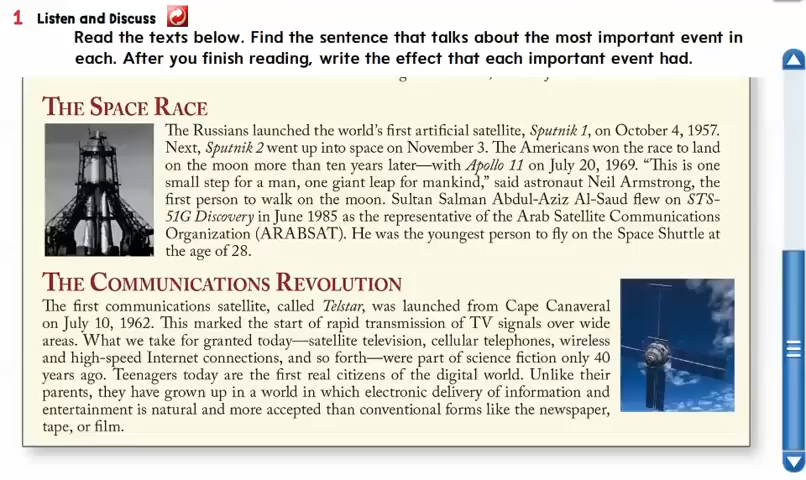 1 Listen and Discuss
Read the texts below. Find the sentence that talks about the most important event in
each. After you finish reading, write the effect that each important event had.
THE SPACE RACE
The Russians launched the world's first artificial satellite, Sputnik 1, on October 4, 1957.
Next, Sputnik 2 went up into space on November 3. The Americans won the race to land
on the moon more than ten years later—with Apollo 11 on July 20, 1969. “This is one
small step for a man, one giant leap for mankind,” said astronaut Neil Armstrong, the
first person to walk on the moon. Sultan Salman Abdul-Aziz Al-Saud flew on STS-
51G Discovery in June 1985 as the representative of the Arab Satellite Communications
Organization (ARABSAT). He was the youngest person to fly on the Space Shuttle at
the age of 28.
THE COMMUNICATIONS REVOLUTION
The first communications satellite, called Telstar, was launched from Cape Canaveral
on July 10, 1962. This marked the start of rapid transmission of TV signals over wide
areas. What we take for granted today—satellite television, cellular telephones, wireless
and high-speed Internet connections, and so forth—were part of science fiction only 40
years ago. Teenagers today are the first real citizens of the digital world. Unlike their
parents, they have grown up in a world in which electronic delivery of information and
entertainment is natural and more accepted than conventional forms like the newspaper,
tape, or film.